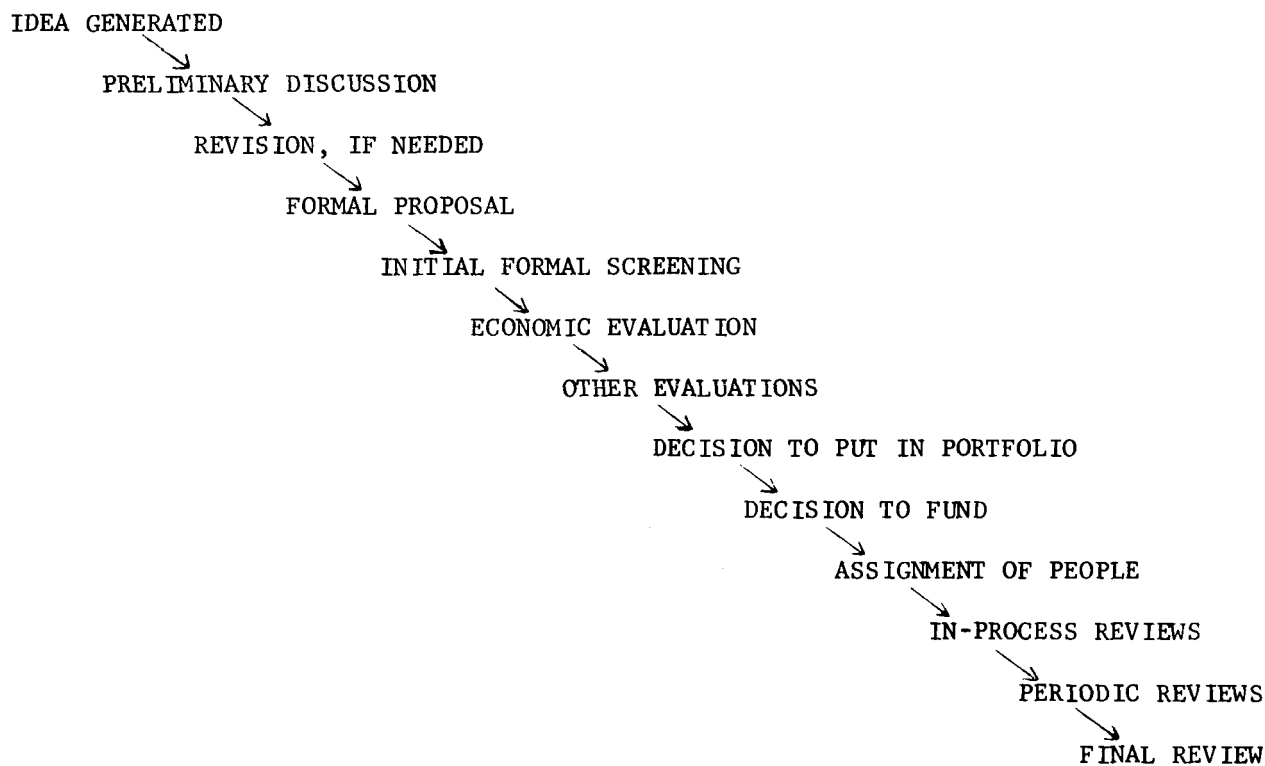 IDEA GENERATED
PRELIMINARY DISCUSSION
REVISION, IF NEEDED
FORMAL PROPOSAL
INITIAL FORMAL SCREENING
ECONOMIC EVALUATION
OTHER EVALUATIONS
DECISION TO PUT IN PORTFOLIO
DECISION TO FUND
ASSIGNMENT OF PEOPLE
IN-PROCESS REVIEWS
PERIODIC REVIEWS
FINAL REVIEW